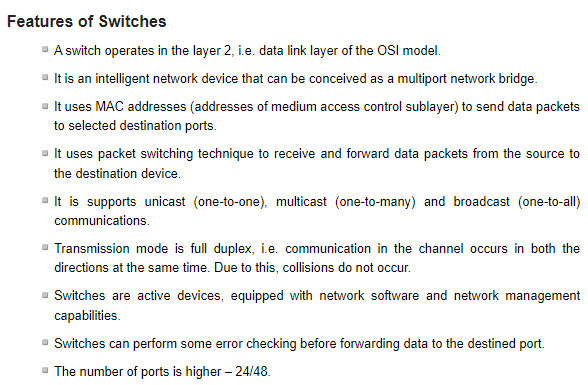 Features of Switches
A switch operates in the layer 2, i.e. data link layer of the OSI model.
It is an intelligent network device that can be conceived as a multiport network bridge.
It uses MAC addresses (addresses of medium access control sublayer) to send data packets
to selected destination ports.
It uses packet switching technique to receive and forward data packets from the source to
the destination device.
It is supports unicast (one-to-one), multicast (one-to-many) and broadcast (one-to-all)
communications.
Transmission mode is full duplex, i.e. communication in the channel occurs in both the
directions at the same time. Due to this, collisions do not occur.
Switches are active devices, equipped with network software and network management
capabilities.
Switches can perform some error checking before forwarding data to the destined port.
The number of ports is higher – 24/48.